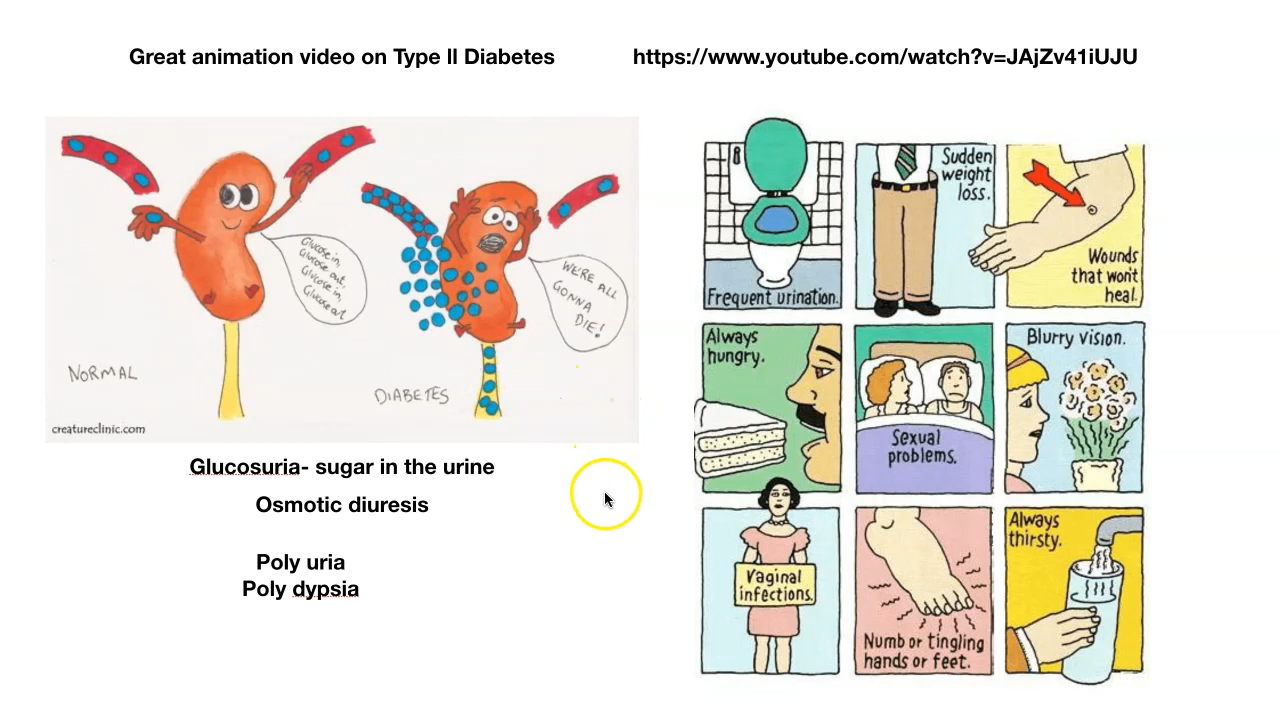 Great animation video on Type II Diabetes
https://www.youtube.com/watch?v=JAjZv41iUJU
Glucose in,
Glucose out,
Glucose in,
Glucose out
WE'RE ALL
GONNA
DIE!
NORMAL
DIABETES
creatureclinic.com
Glucosuria- sugar in the urine
Osmotic diuresis
Poly uria
Poly dypsia
Frequent urination.
Sudden
weight
loss.
Wounds
that won't
heal.
Always
hungry.
Sexual
problems.
Blurry vision.
Vaginal
infections.
Numb or tingling
hands or feet.
Always
thirsty.